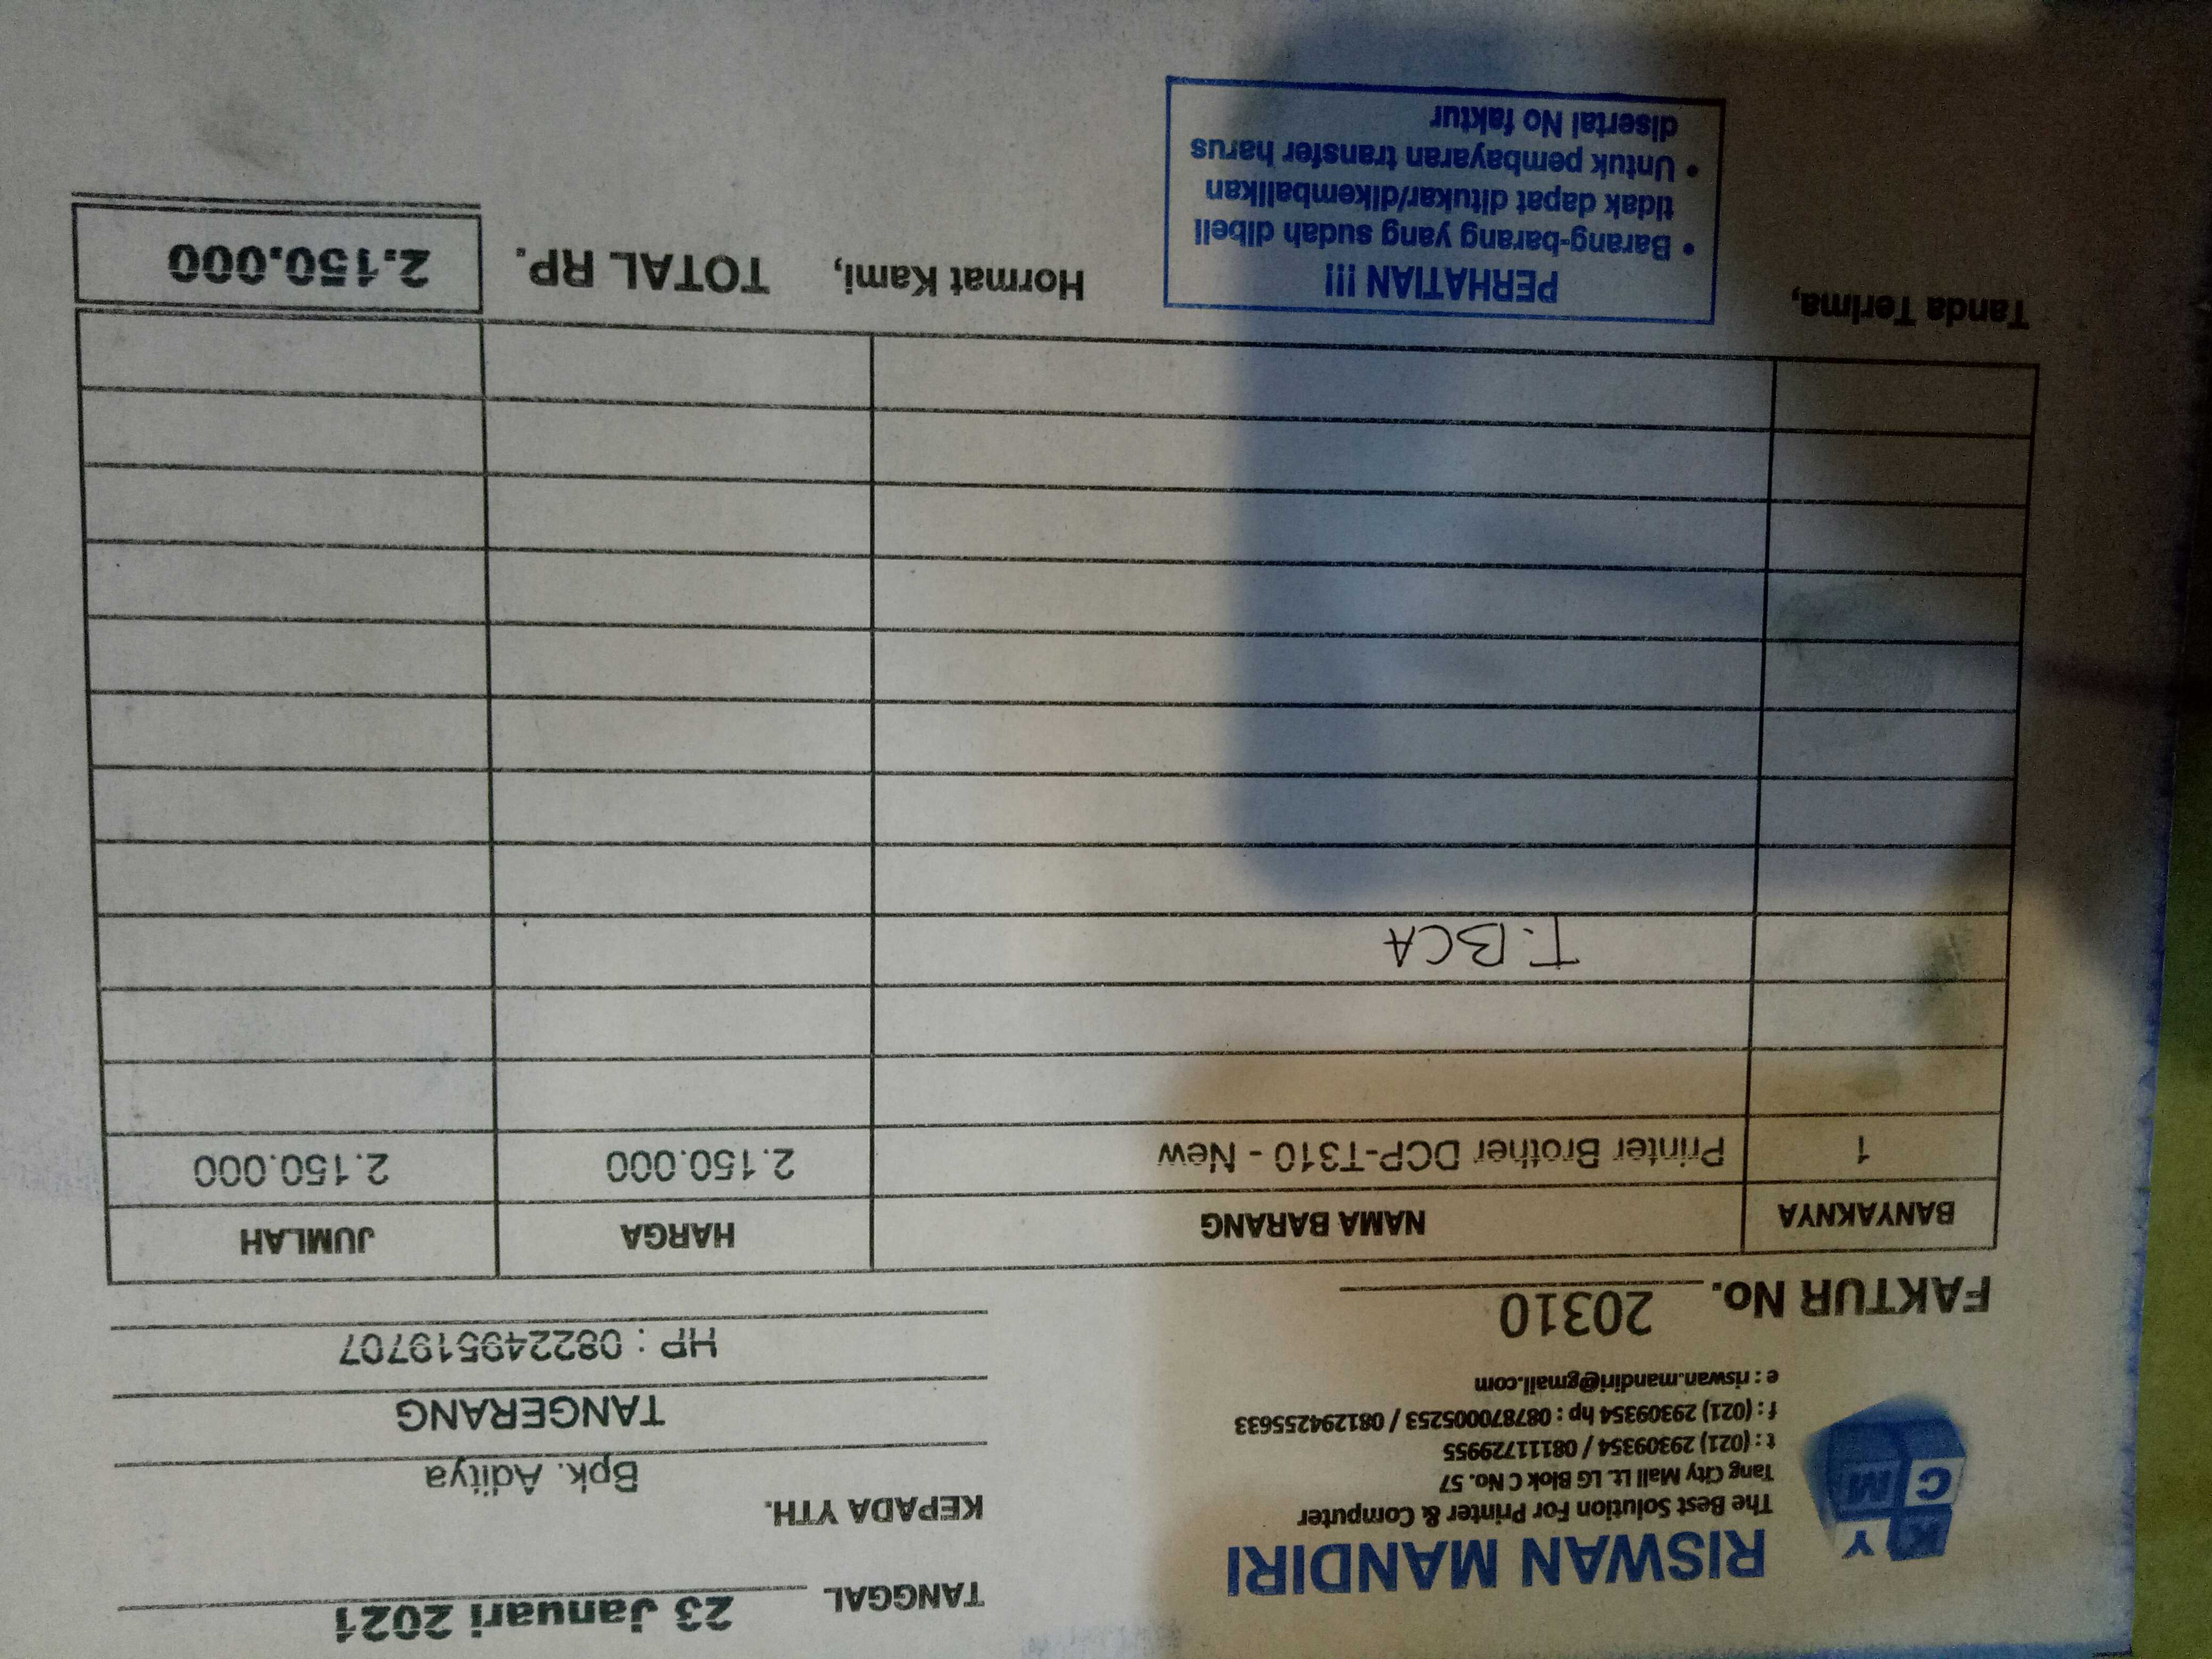 K Y
C M
RISWAN MANDIRI
The Best Solution For Printer & Computer
Tang City Mall Lt. LG Blok C No. 57
t : (021) 29309354 / 08111729955
f : (021) 29309354 hp : 087870005253 / 081294255633
e : riswan.mandiri@gmail.com
FAKTUR No. 20310
TANGGAL 23 Januari 2021
KEPADA YTH.
Bpk. Aditya
TANGERANG
HP : 082249519707
BANYAKNYA NAMA BARANG HARGA JUMLAH
1 Printer Brother DCP-T310 - New 2.150.000 2.150.000
T. BCA
Tanda Terima,
PERHATIAN !!!
• Barang-barang yang sudah dibeli
tidak dapat ditukar/dikembalikan
• Untuk pembayaran transfer harus
disertai No faktur
Hormat Kami,
TOTAL RP. 2.150.000